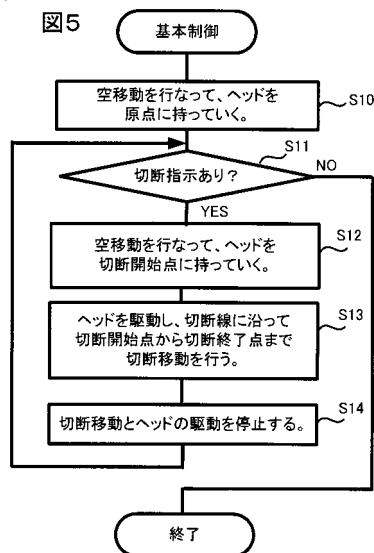 図5
基本制御
空移動を行なって、ヘッドを
原点に持っていく。
S10
S11
切断指示あり?
NO
YES
空移動を行なって、ヘッドを
切断開始点に持っていく。
S12
ヘッドを駆動し、切断線に沿って
切断開始点から切断終了点まで
切断移動を行う。
S13
切断移動とヘッドの駆動を停止する。
S14
終了